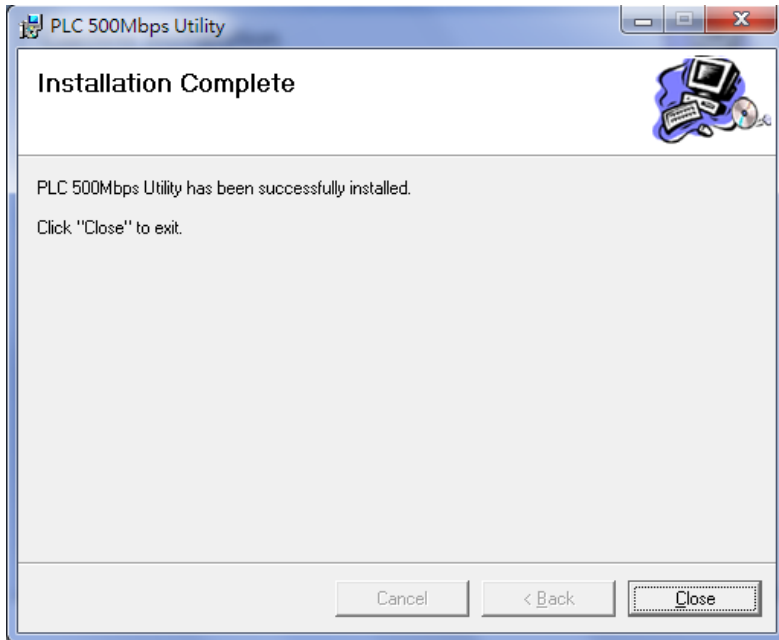 PLC 500Mbps Utility
Installation Complete
PLC 500Mbps Utility has been successfully installed.
Click "Close" to exit.
Cancel
< Back
Close